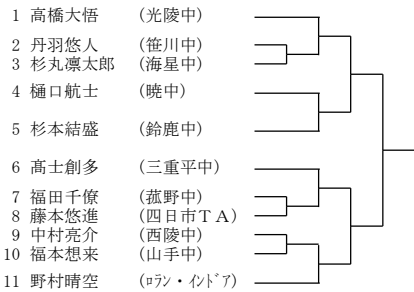 1 高橋大悟 (光陵中)
2 丹羽悠人 (笹川中)
3 杉丸凛太郎 (海星中)
4 樋口航士 (暁中)
5 杉本結盛 (鈴鹿中)
6 髙士創多 (三重平中)
7 福田千僚 (菰野中)
8 藤本悠進 (四日市ＴＡ)
9 中村亮介 (西陵中)
10 福本想来 (山手中)
11 野村晴空 (ﾛﾗﾝ・ｲﾝﾄﾞｱ)